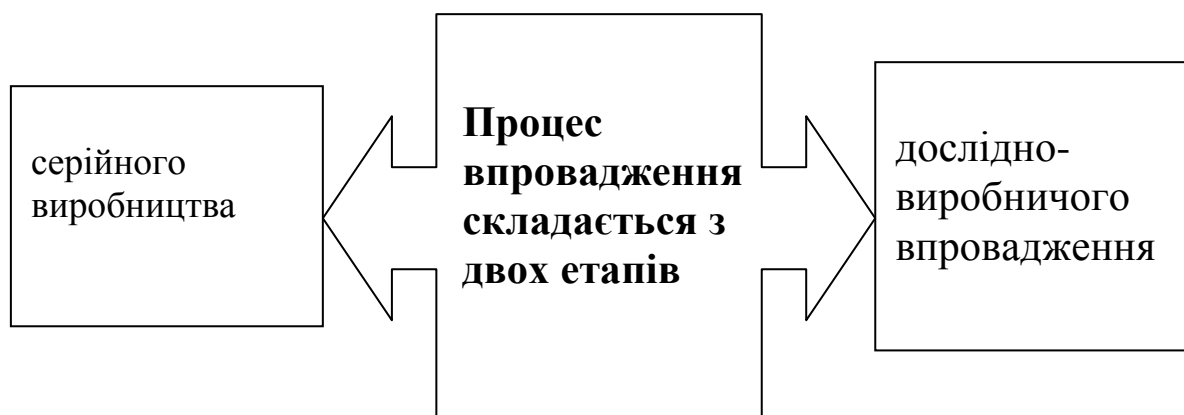 серійного
виробництва
Процес
впровадження
складається з
двох етапів
дослідно-
виробничого
впровадження